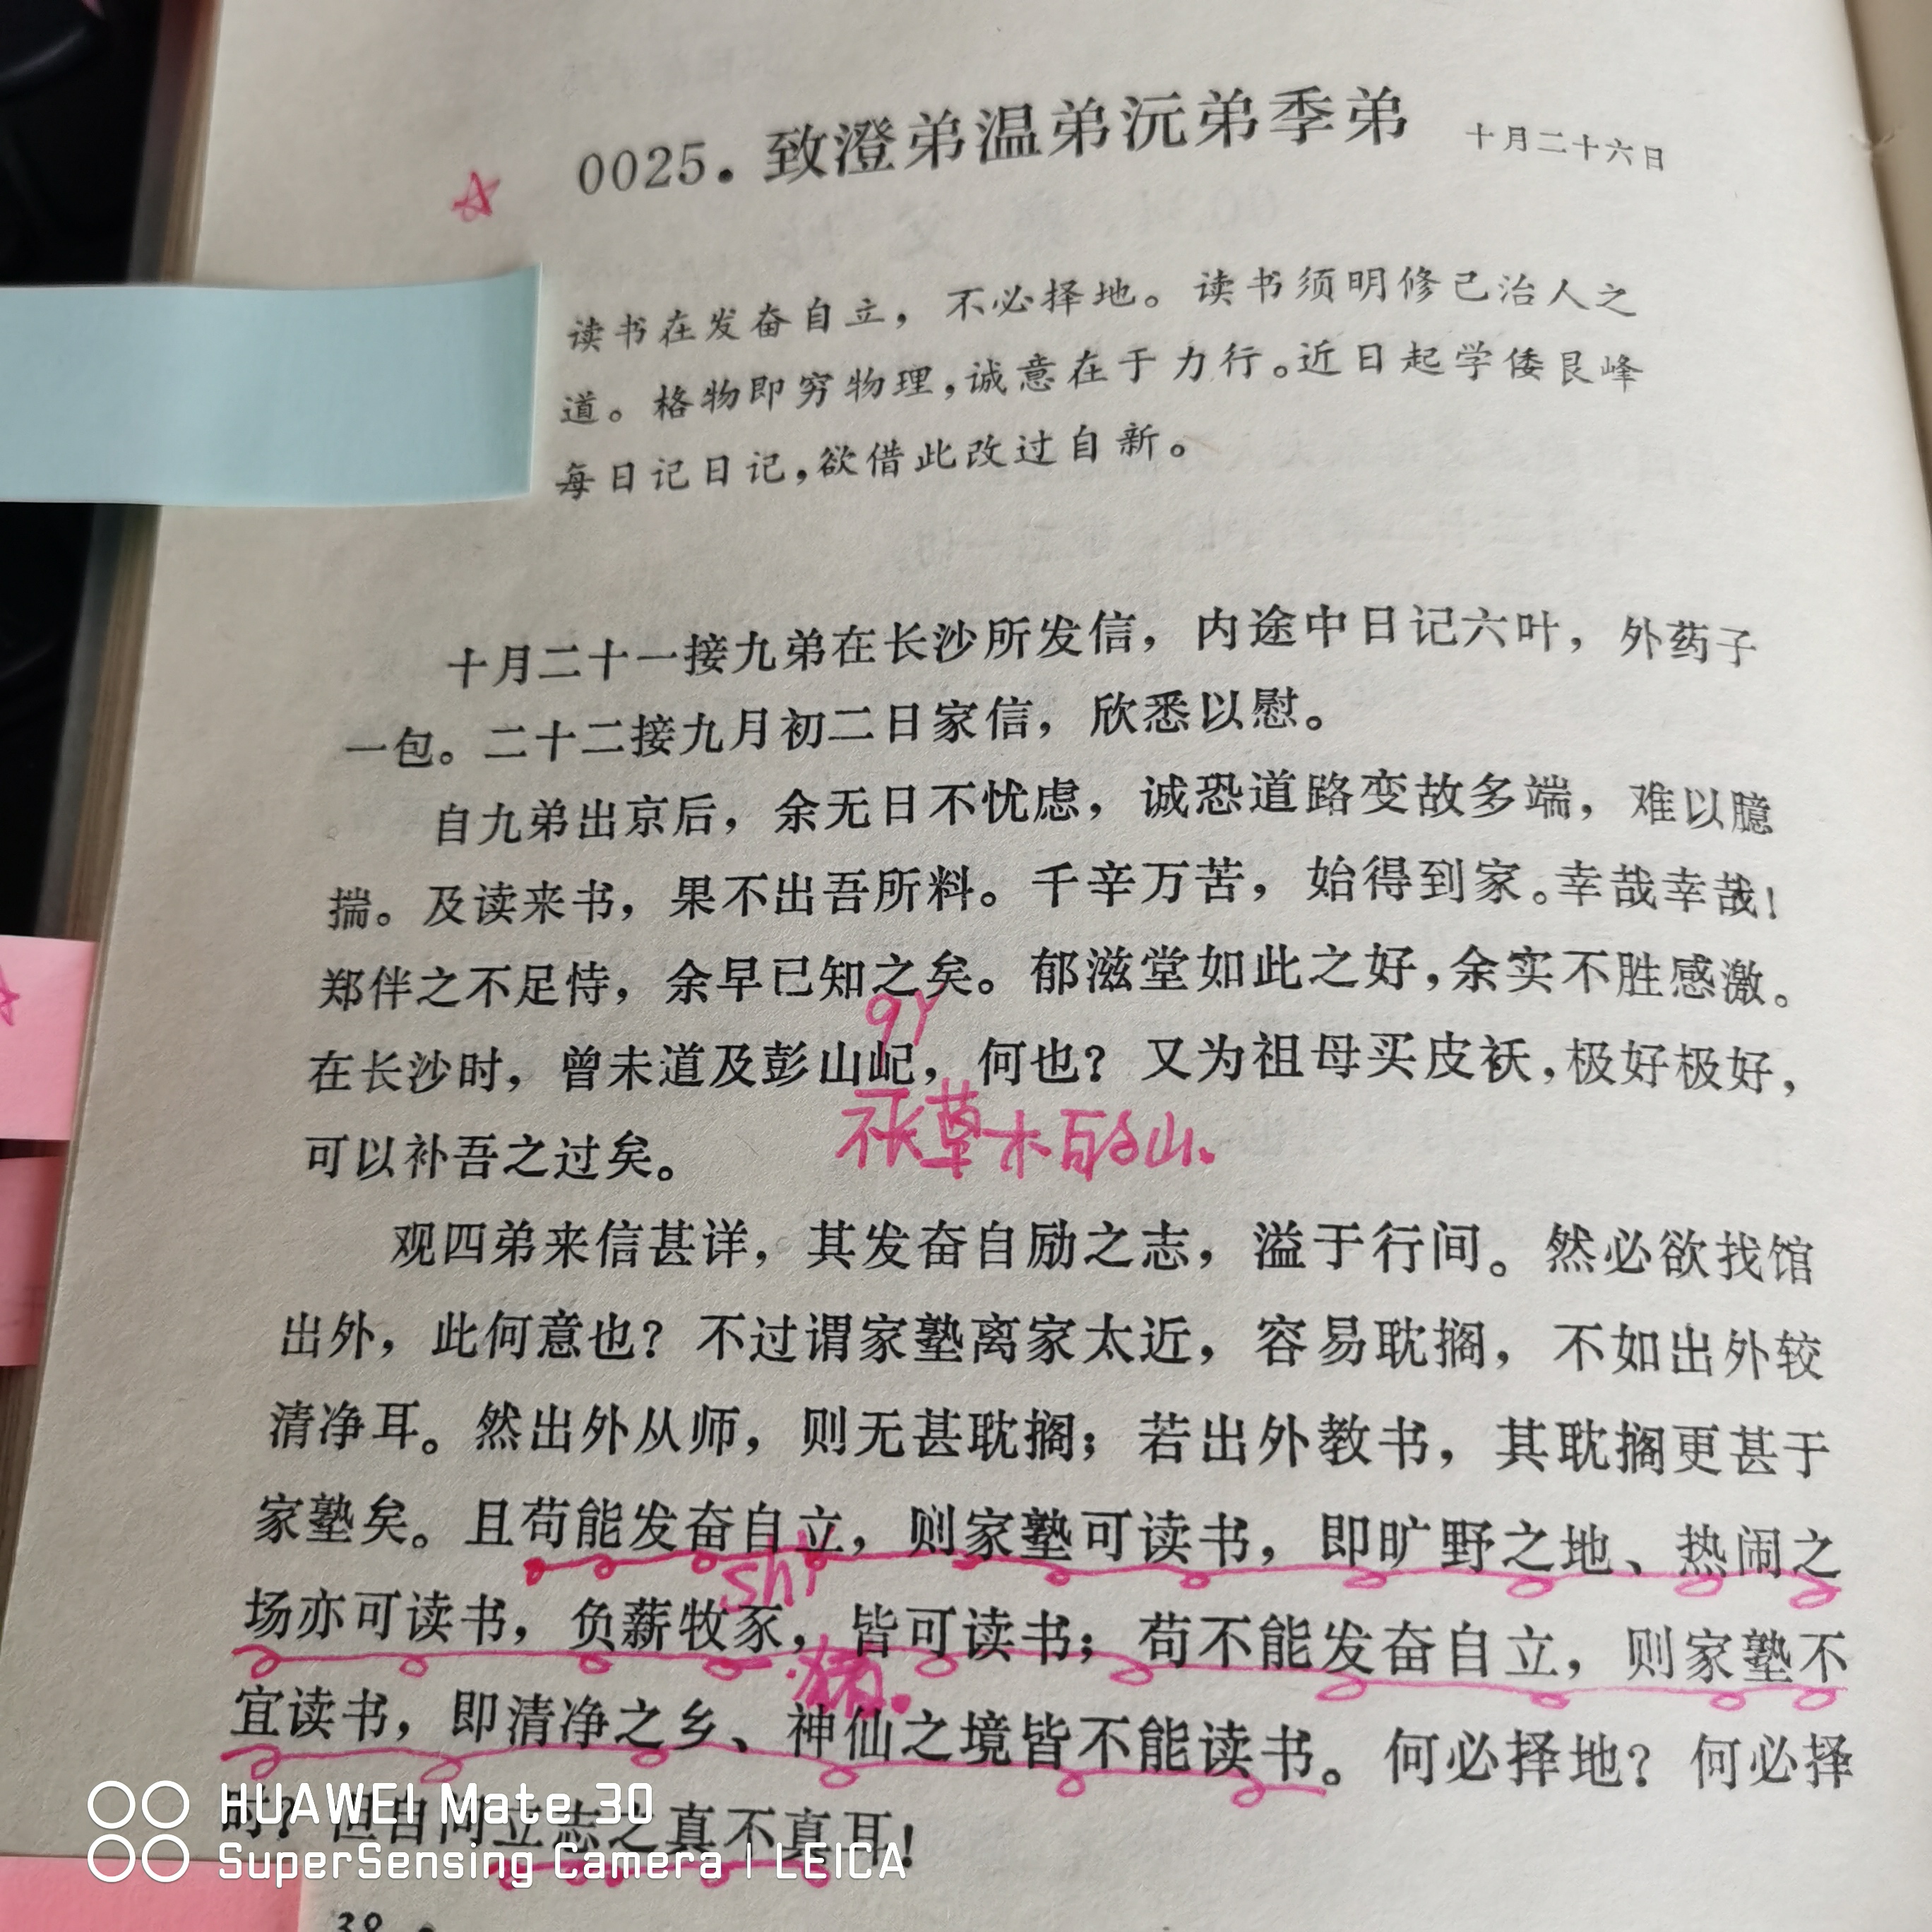 0025.致澄弟温弟沅弟季弟 十月二十六日
读书在发奋自立，不必择地。读书须明修己治人之
道。格物即穷物理，诚意在于力行。近日起学倭艮峰
每日记日记，欲借此改过自新。
十月二十一接九弟在长沙所发信，内途中日记六叶，外药子
一包。二十二接九月初二日家信，欣悉以慰。
自九弟出京后，余无日不忧虑，诚恐道路变故多端，难以臆
揣。及读来书，果不出吾所料。千辛万苦，始得到家。幸哉幸哉！
郑伴之不足恃，余早已知之矣。郁滋堂如此之好，余实不胜感激。
qǐ
在长沙时，曾未道及彭山屺，何也？又为祖母买皮袄，极好极好，
不长草木的山.
可以补吾之过矣。
观四弟来信甚详，其发奋自励之志，溢于行间。然必欲找馆
出外，此何意也？不过谓家塾离家太近，容易耽搁，不如出外较
清净耳。然出外从师，则无甚耽搁；若出外教书，其耽搁更甚于
家塾矣。且苟能发奋自立，则家塾可读书，即旷野之地、热闹之
shǐ
场亦可读书，负薪牧豕，皆可读书；苟不能发奋自立，则家塾不
猪.
宜读书，即清净之乡、神仙之境皆不能读书。何必择地？何必择
时？但自问立志之真不真耳！
HUAWEI Mate 30
SuperSensing Camera | LEICA